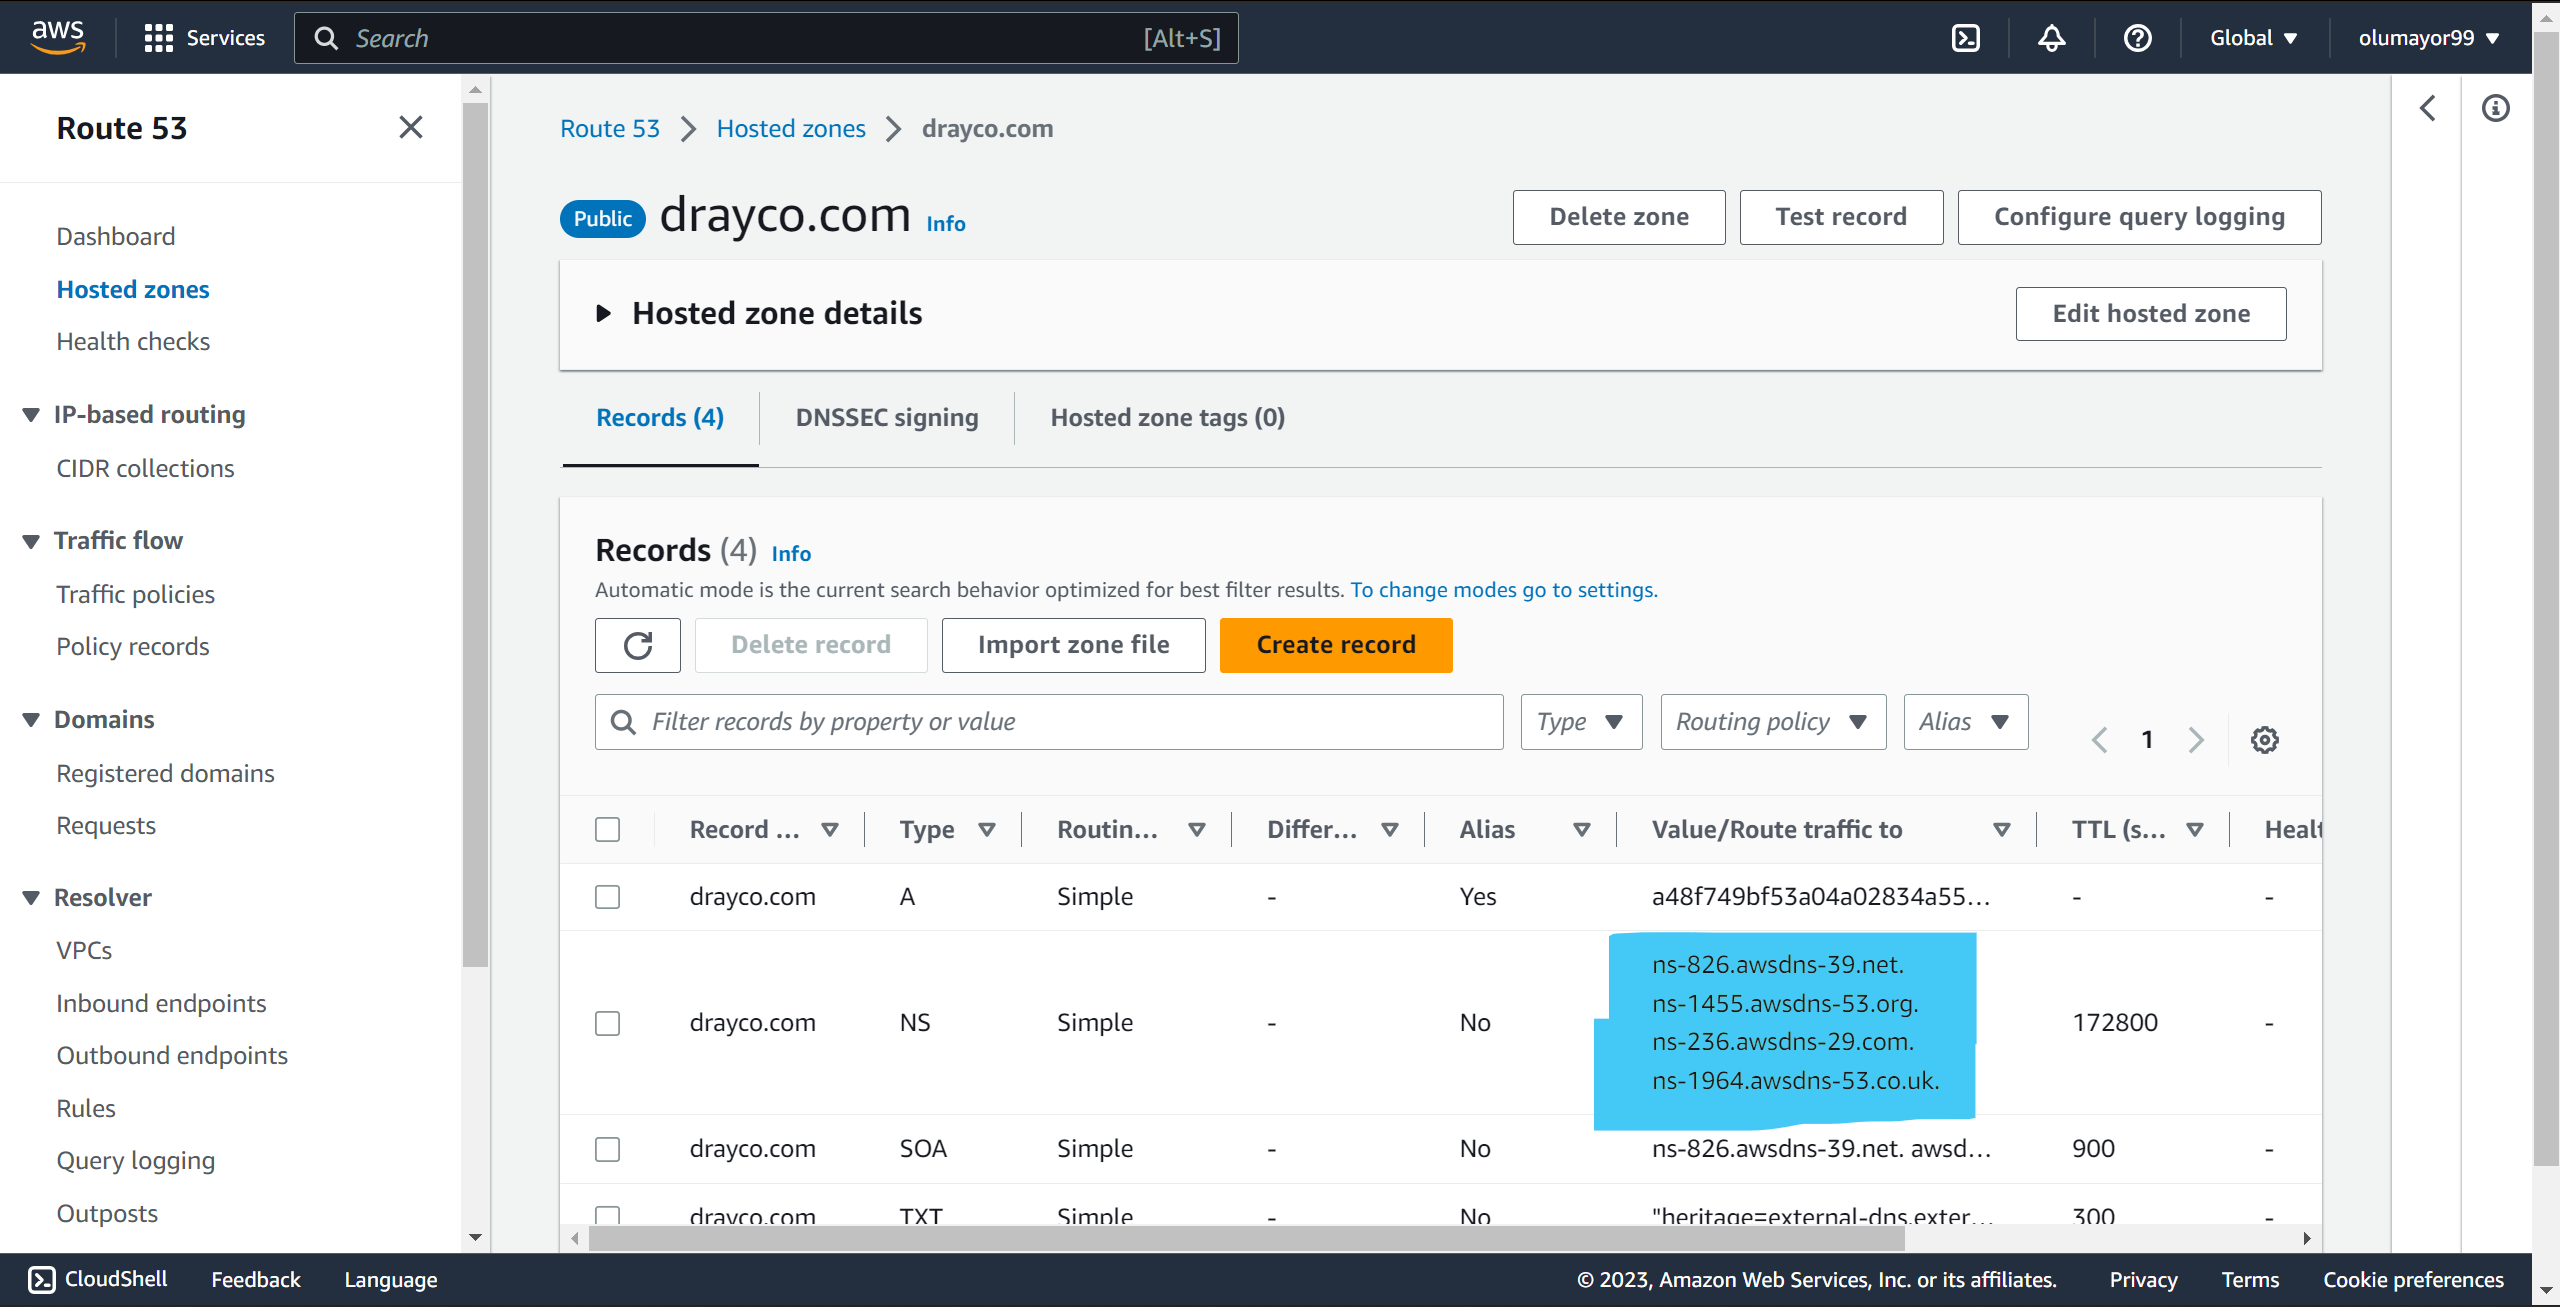 aws
Services
Search
[Alt+S]
Global
olumayor99
Route 53
Dashboard
Hosted zones
Health checks
IP-based routing
CIDR collections
Traffic flow
Traffic policies
Policy records
Domains
Registered domains
Requests
Resolver
VPCs
Inbound endpoints
Outbound endpoints
Rules
Query logging
Outposts
Route 53 > Hosted zones > drayco.com
Public drayco.com Info
Delete zone
Test record
Configure query logging
Hosted zone details
Edit hosted zone
Records (4)
DNSSEC signing
Hosted zone tags (0)
Records (4) Info
Automatic mode is the current search behavior optimized for best filter results. To change modes go to settings.
Delete record
Import zone file
Create record
Filter records by property or value
Type
Routing policy
Alias
1
Record ... Type Routin... Differ... Alias Value/Route traffic to TTL (s... Healt
drayco.com A Simple - Yes a48f749bf53a04a02834a55... - -
drayco.com NS Simple - No ns-826.awsdns-39.net. 172800 -
ns-1455.awsdns-53.org.
ns-236.awsdns-29.com.
ns-1964.awsdns-53.co.uk.
drayco.com SOA Simple - No ns-826.awsdns-39.net. awsd... 900 -
drayco.com TXT Simple - No "heritage=external-dns,exter... 300 -
CloudShell
Feedback
Language
© 2023, Amazon Web Services, Inc. or its affiliates.
Privacy
Terms
Cookie preferences